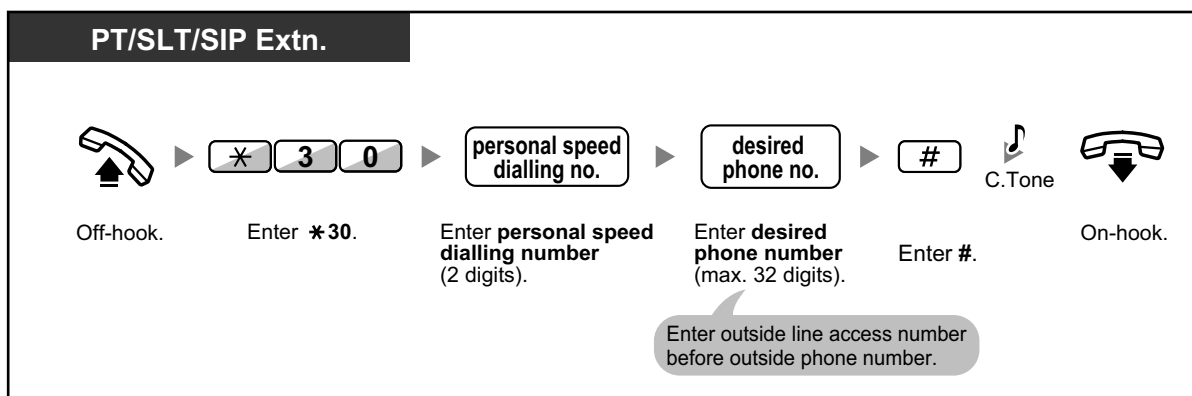 PT/SLT/SIP Extn.
* 3 0
personal speed
dialling no.
desired
phone no.
#
C.Tone
Off-hook.
Enter *30.
Enter personal speed
dialling number
(2 digits).
Enter desired
phone number
(max. 32 digits).
Enter #.
On-hook.
Enter outside line access number
before outside phone number.